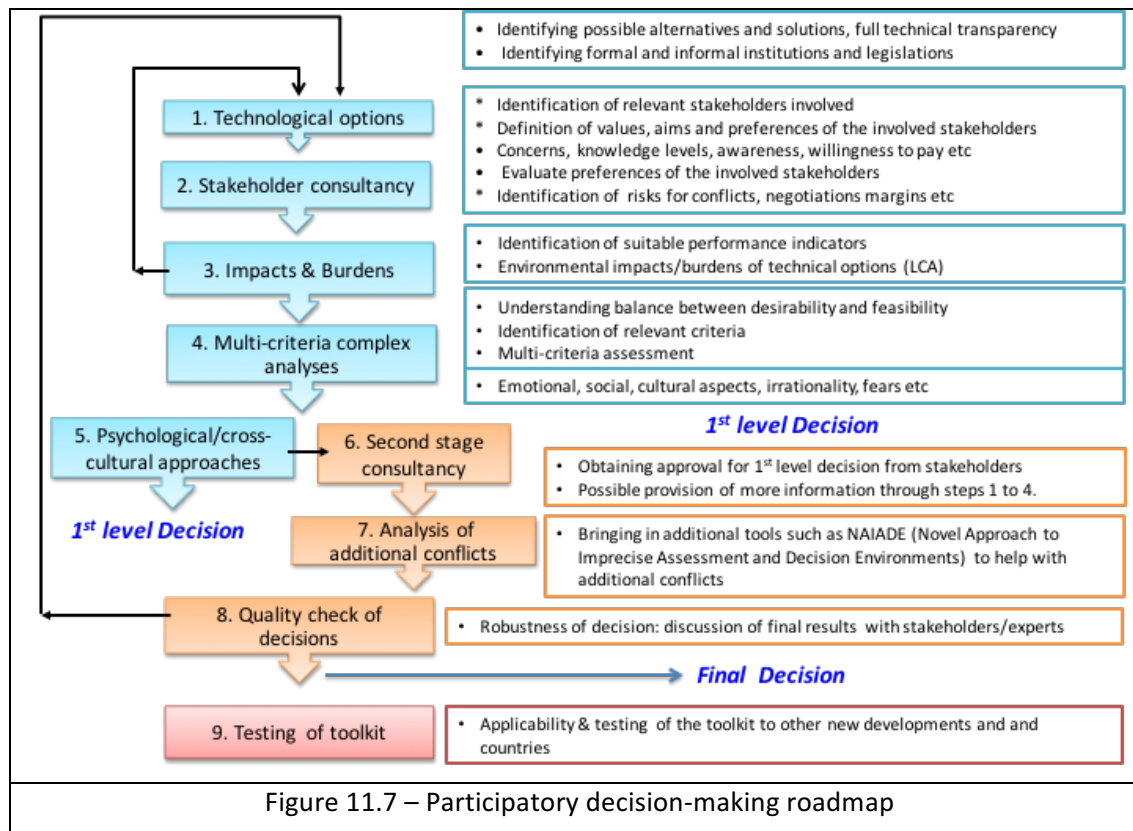 • Identifying possible alternatives and solutions, full technical transparency
• Identifying formal and informal institutions and legislations
1. Technological options
* Identification of relevant stakeholders involved
* Definition of values, aims and preferences of the involved stakeholders
• Concerns, knowledge levels, awareness, willingness to pay etc
• Evaluate preferences of the involved stakeholders
* Identification of risks for conflicts, negotiations margins etc
2. Stakeholder consultancy
• Identification of suitable performance indicators
• Environmental impacts/burdens of technical options (LCA)
3. Impacts & Burdens
• Understanding balance between desirability and feasibility
• Identification of relevant criteria
• Multi-criteria assessment
4. Multi-criteria complex
analyses
• Emotional, social, cultural aspects, irrationality, fears etc
5. Psychological/cross-
cultural approaches
1st level Decision
6. Second stage
consultancy
1st level Decision
• Obtaining approval for 1st level decision from stakeholders
• Possible provision of more information through steps 1 to 4.
7. Analysis of
additional conflicts
• Bringing in additional tools such as NAIADE (Novel Approach to
Imprecise Assessment and Decision Environments) to help with
additional conflicts
8. Quality check of
decisions
• Robustness of decision: discussion of final results with stakeholders/experts
Final Decision
9. Testing of toolkit
• Applicability & testing of the toolkit to other new developments and and
countries
Figure 11.7 – Participatory decision-making roadmap